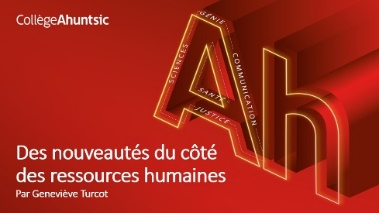 CollègeAhuntsic
GÉNIE
SCIENCES
COMMUNICATION
SANTÉ
JUSTICE
Ah
Des nouveautés du côté
des ressources humaines
Par Geneviève Turcot